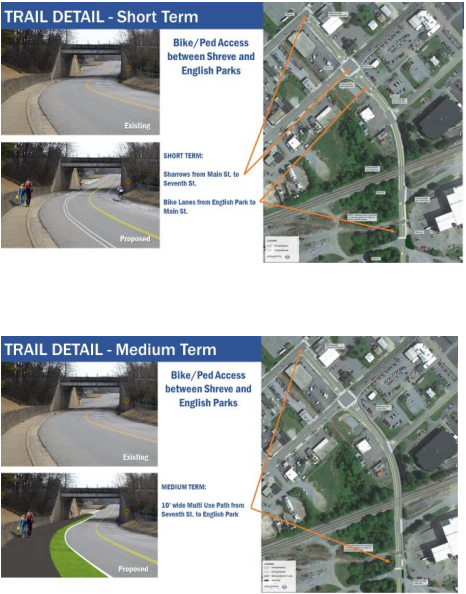 TRAIL DETAIL - Short Term
Bike/Ped Access
between Shreve and
English Parks
Existing
SHORT TERM:
Sharrows from Main St. to
Seventh St.
Bike Lanes from English Park to
Main St.
Proposed
TRAIL DETAIL - Medium Term
Bike/Ped Access
between Shreve and
English Parks
Existing
MEDIUM TERM:
10' wide Multi Use Path from
Seventh St. to English Park
Proposed